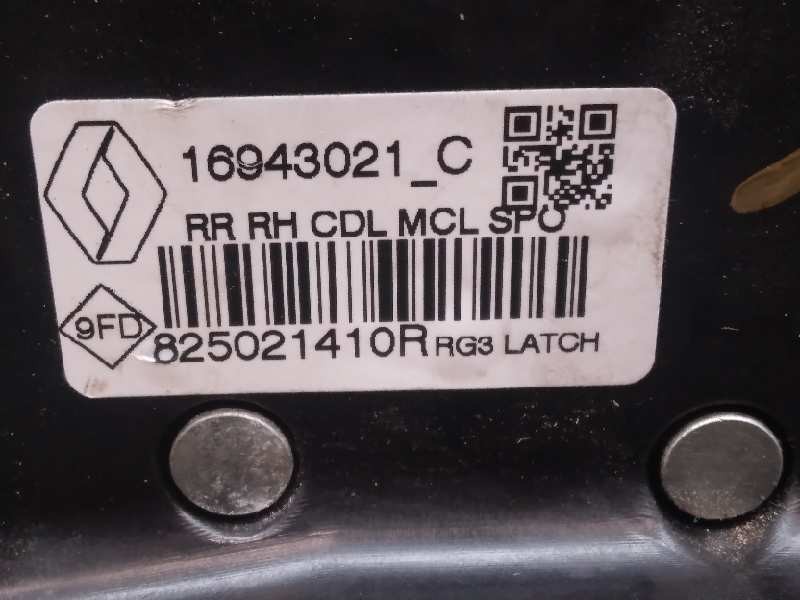 16943021_C
RR RH CDL MCL SPO
9FD
825021410R RG3 LATCH